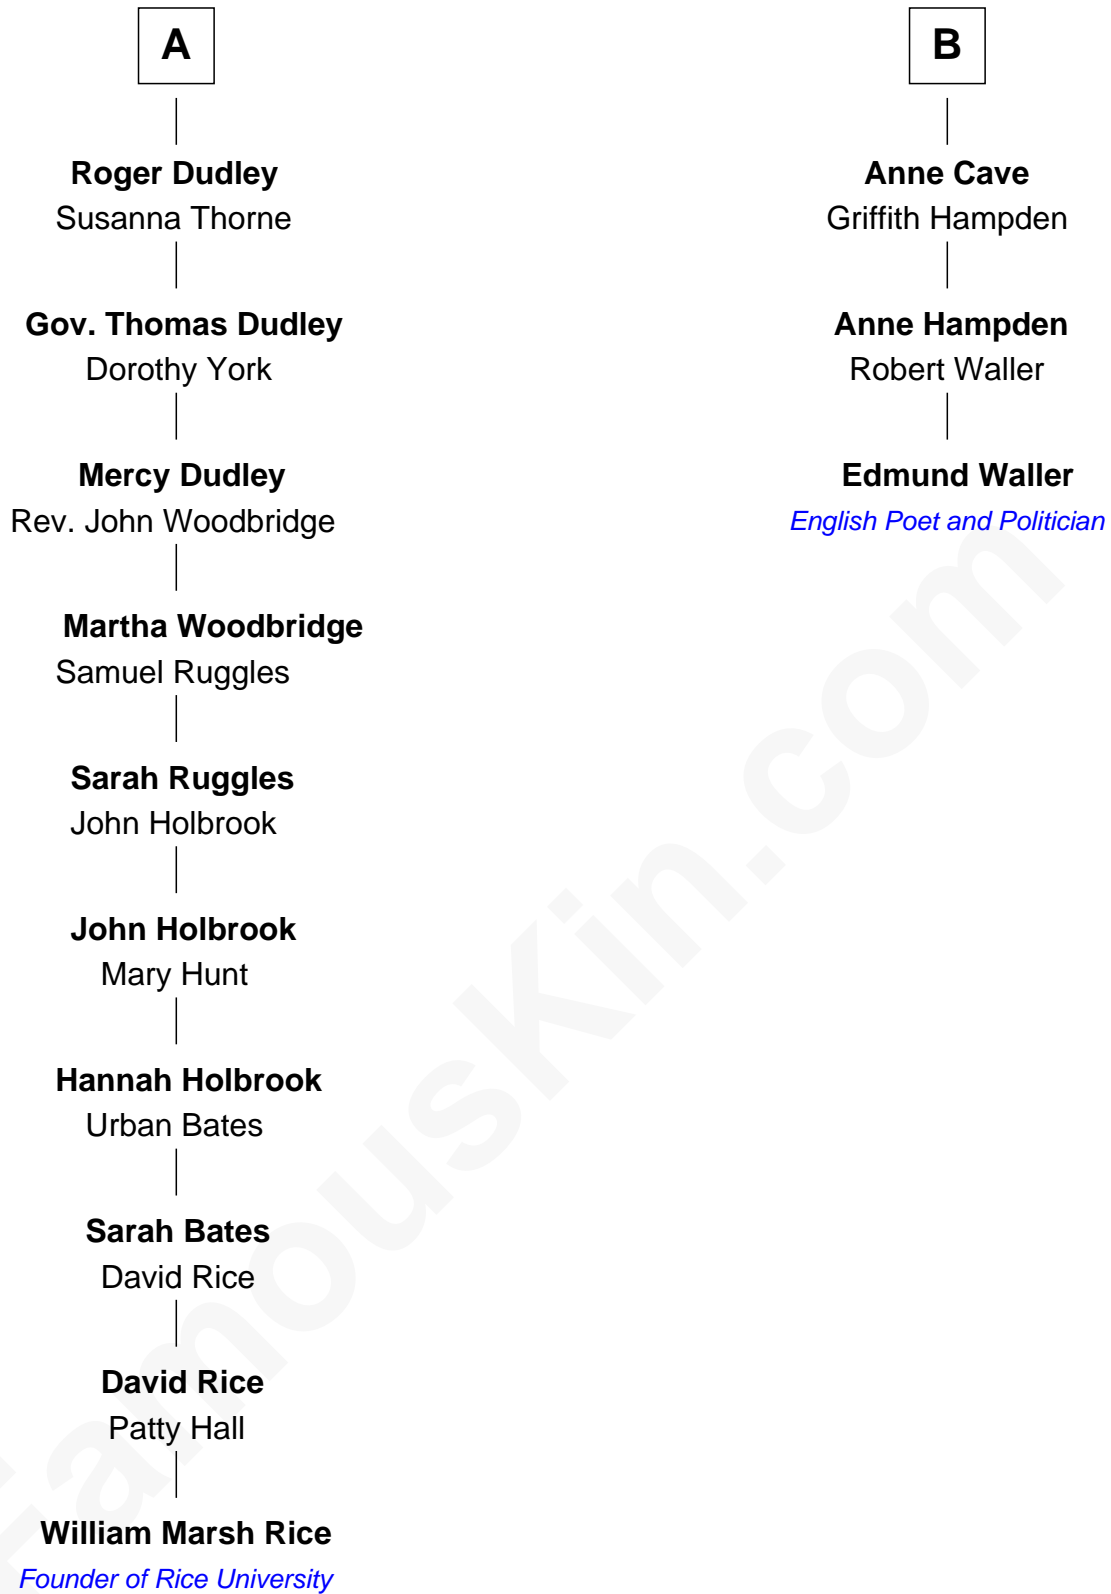 A
Roger Dudley
Susanna Thorne
Gov. Thomas Dudley
Dorothy York
Mercy Dudley
Rev. John Woodbridge
Martha Woodbridge
Samuel Ruggles
Sarah Ruggles
John Holbrook
John Holbrook
Mary Hunt
Hannah Holbrook
Urban Bates
Sarah Bates
David Rice
David Rice
Patty Hall
William Marsh Rice
Founder of Rice University
B
Anne Cave
Griffith Hampden
Anne Hampden
Robert Waller
Edmund Waller
English Poet and Politician
FamousKin.com